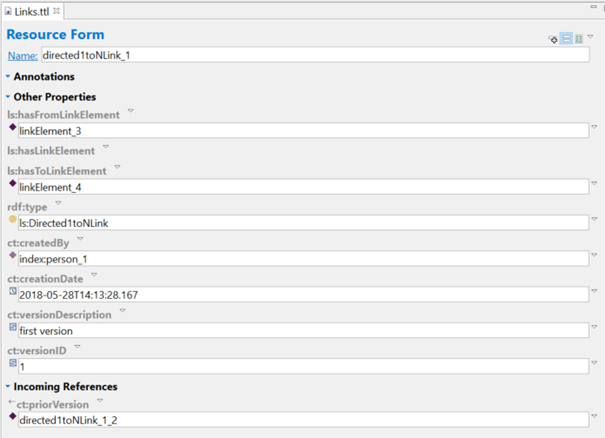 Links.ttl
Resource Form
Name: directed1toNLink_1
Annotations
Other Properties
ls:hasFromLinkElement
linkElement_3
ls:hasLinkElement
ls:hasToLinkElement
linkElement_4
rdf:type
ls:Directed1toNLink
ct:createdBy
index:person_1
ct:creationDate
2018-05-28T14:13:28.167
ct:versionDescription
first version
ct:versionID
1
Incoming References
←ct:priorVersion
directed1toNLink_1_2